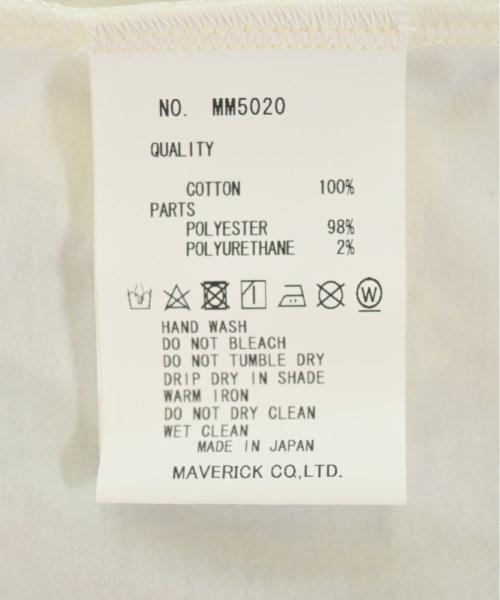 NO. MM5020
QUALITY
COTTON 100%
PARTS
POLYESTER 98%
POLYURETHANE 2%
W
HAND WASH
DO NOT BLEACH
DO NOT TUMBLE DRY
DRIP DRY IN SHADE
WARM IRON
DO NOT DRY CLEAN
WET CLEAN
MADE IN JAPAN
MAVERICK CO,LTD.